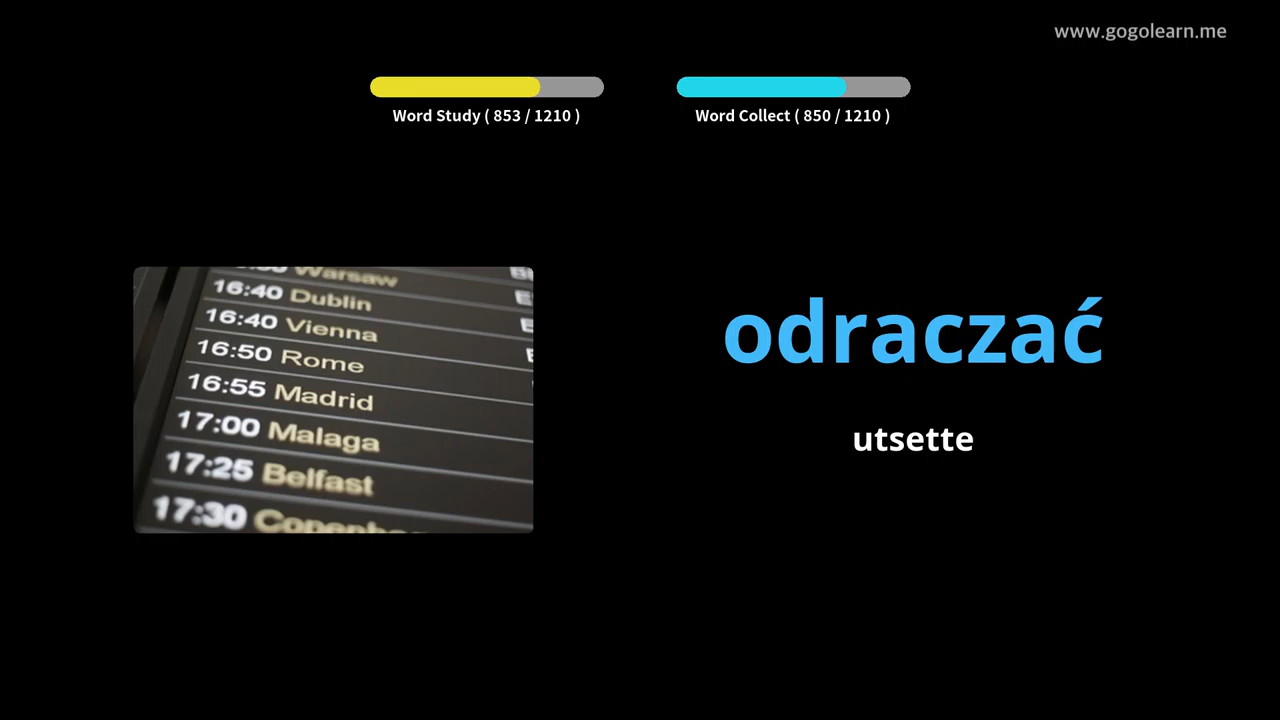 www.gogolearn.me
Word Study ( 853 / 1210 )
Word Collect ( 850 / 1210 )
Warsaw
16:40 Dublin
16:40 Vienna
16:50 Rome
16:55 Madrid
17:00 Malaga
17:25 Belfast
17:30
odraczać
utsette